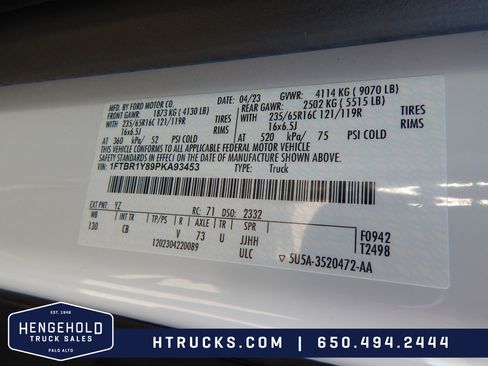 MFD. BY FORD MOTOR CO. 04/23 GVWR: 4114 KG ( 9070 LB)
FRONT GAWR: 1873 KG ( 4130 LB) REAR GAWR: 2502 KG ( 5515 LB)
WITH 235/65R16C 121/119R TIRES WITH 235/65R16C 121/119R TIRES
16x6.5J RIMS 16x6.5J RIMS
AT 360 kPa/ 52 PSI COLD AT 520 kPa/ 75 PSI COLD
THIS VEHICLE CONFORMS TO ALL APPLICABLE FEDERAL MOTOR VEHICLE
SAFETY STANDARDS IN EFFECT ON THE DATE OF MANUFACTURE SHOWN ABOVE.
VIN: 1FTBR1Y89PKA93453 TYPE: Truck
EXT PNT: YZ RC: 71 DSO: 2332
WB INT TR TP/PS R AXLE TR SPR F0942
130 CB V 73 U JJHH T2498
1202304220089 ULC 5U5A-3520472-AA
EST. 1948
HENGEHOLD
TRUCK SALES
PALO ALTO
HTRUCKS.COM | 650.494.2444